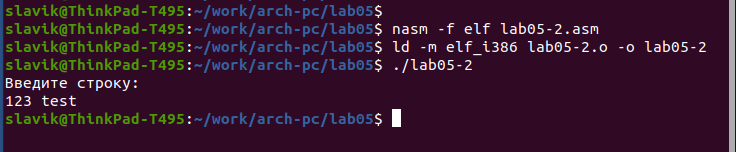 slavik@ThinkPad-T495:~/work/arch-pc/lab05$
slavik@ThinkPad-T495:~/work/arch-pc/lab05$ nasm -f elf lab05-2.asm
slavik@ThinkPad-T495:~/work/arch-pc/lab05$ ld -m elf_i386 lab05-2.o -o lab05-2
slavik@ThinkPad-T495:~/work/arch-pc/lab05$ ./lab05-2
Введите строку:
123 test
slavik@ThinkPad-T495:~/work/arch-pc/lab05$